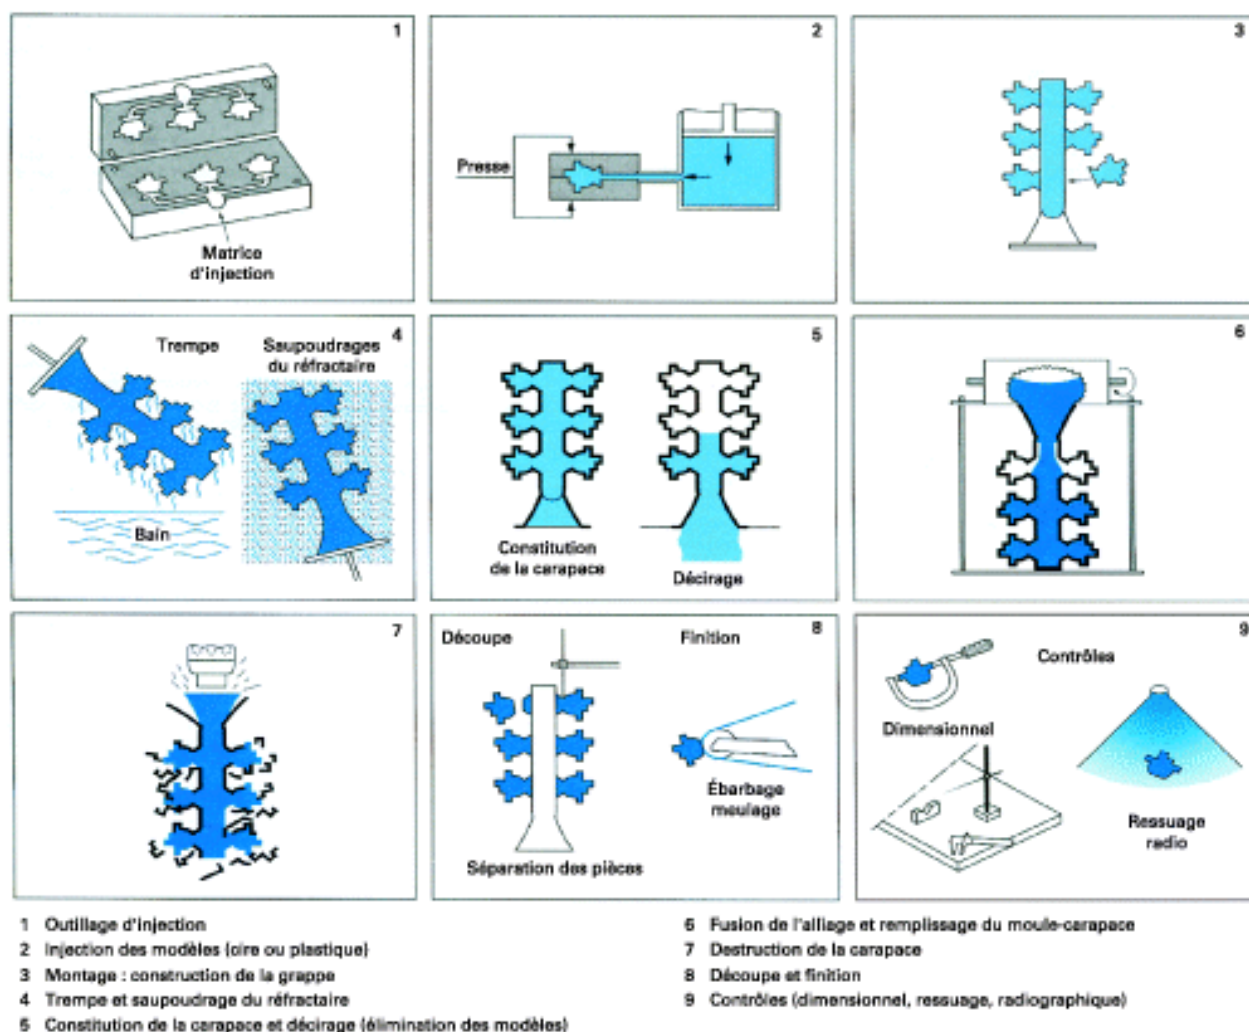 1
2
3
Matrice
d'injection
Presse
4
Trempe
Saupoudrages
du réfractaire
Bain
5
Constitution
de la carapace
Décirage
6
7
8
Découpe
Finition
Ébarbage
meulage
Séparation des pièces
9
Contrôles
Dimensionnel
Ressuage
radio
1 Outillage d'injection
2 Injection des modèles (cire ou plastique)
3 Montage : construction de la grappe
4 Trempe et saupoudrage du réfractaire
5 Constitution de la carapace et décirage (élimination des modèles)
6 Fusion de l'alliage et remplissage du moule-carapace
7 Destruction de la carapace
8 Découpe et finition
9 Contrôles (dimensionnel, ressuage, radiographique)